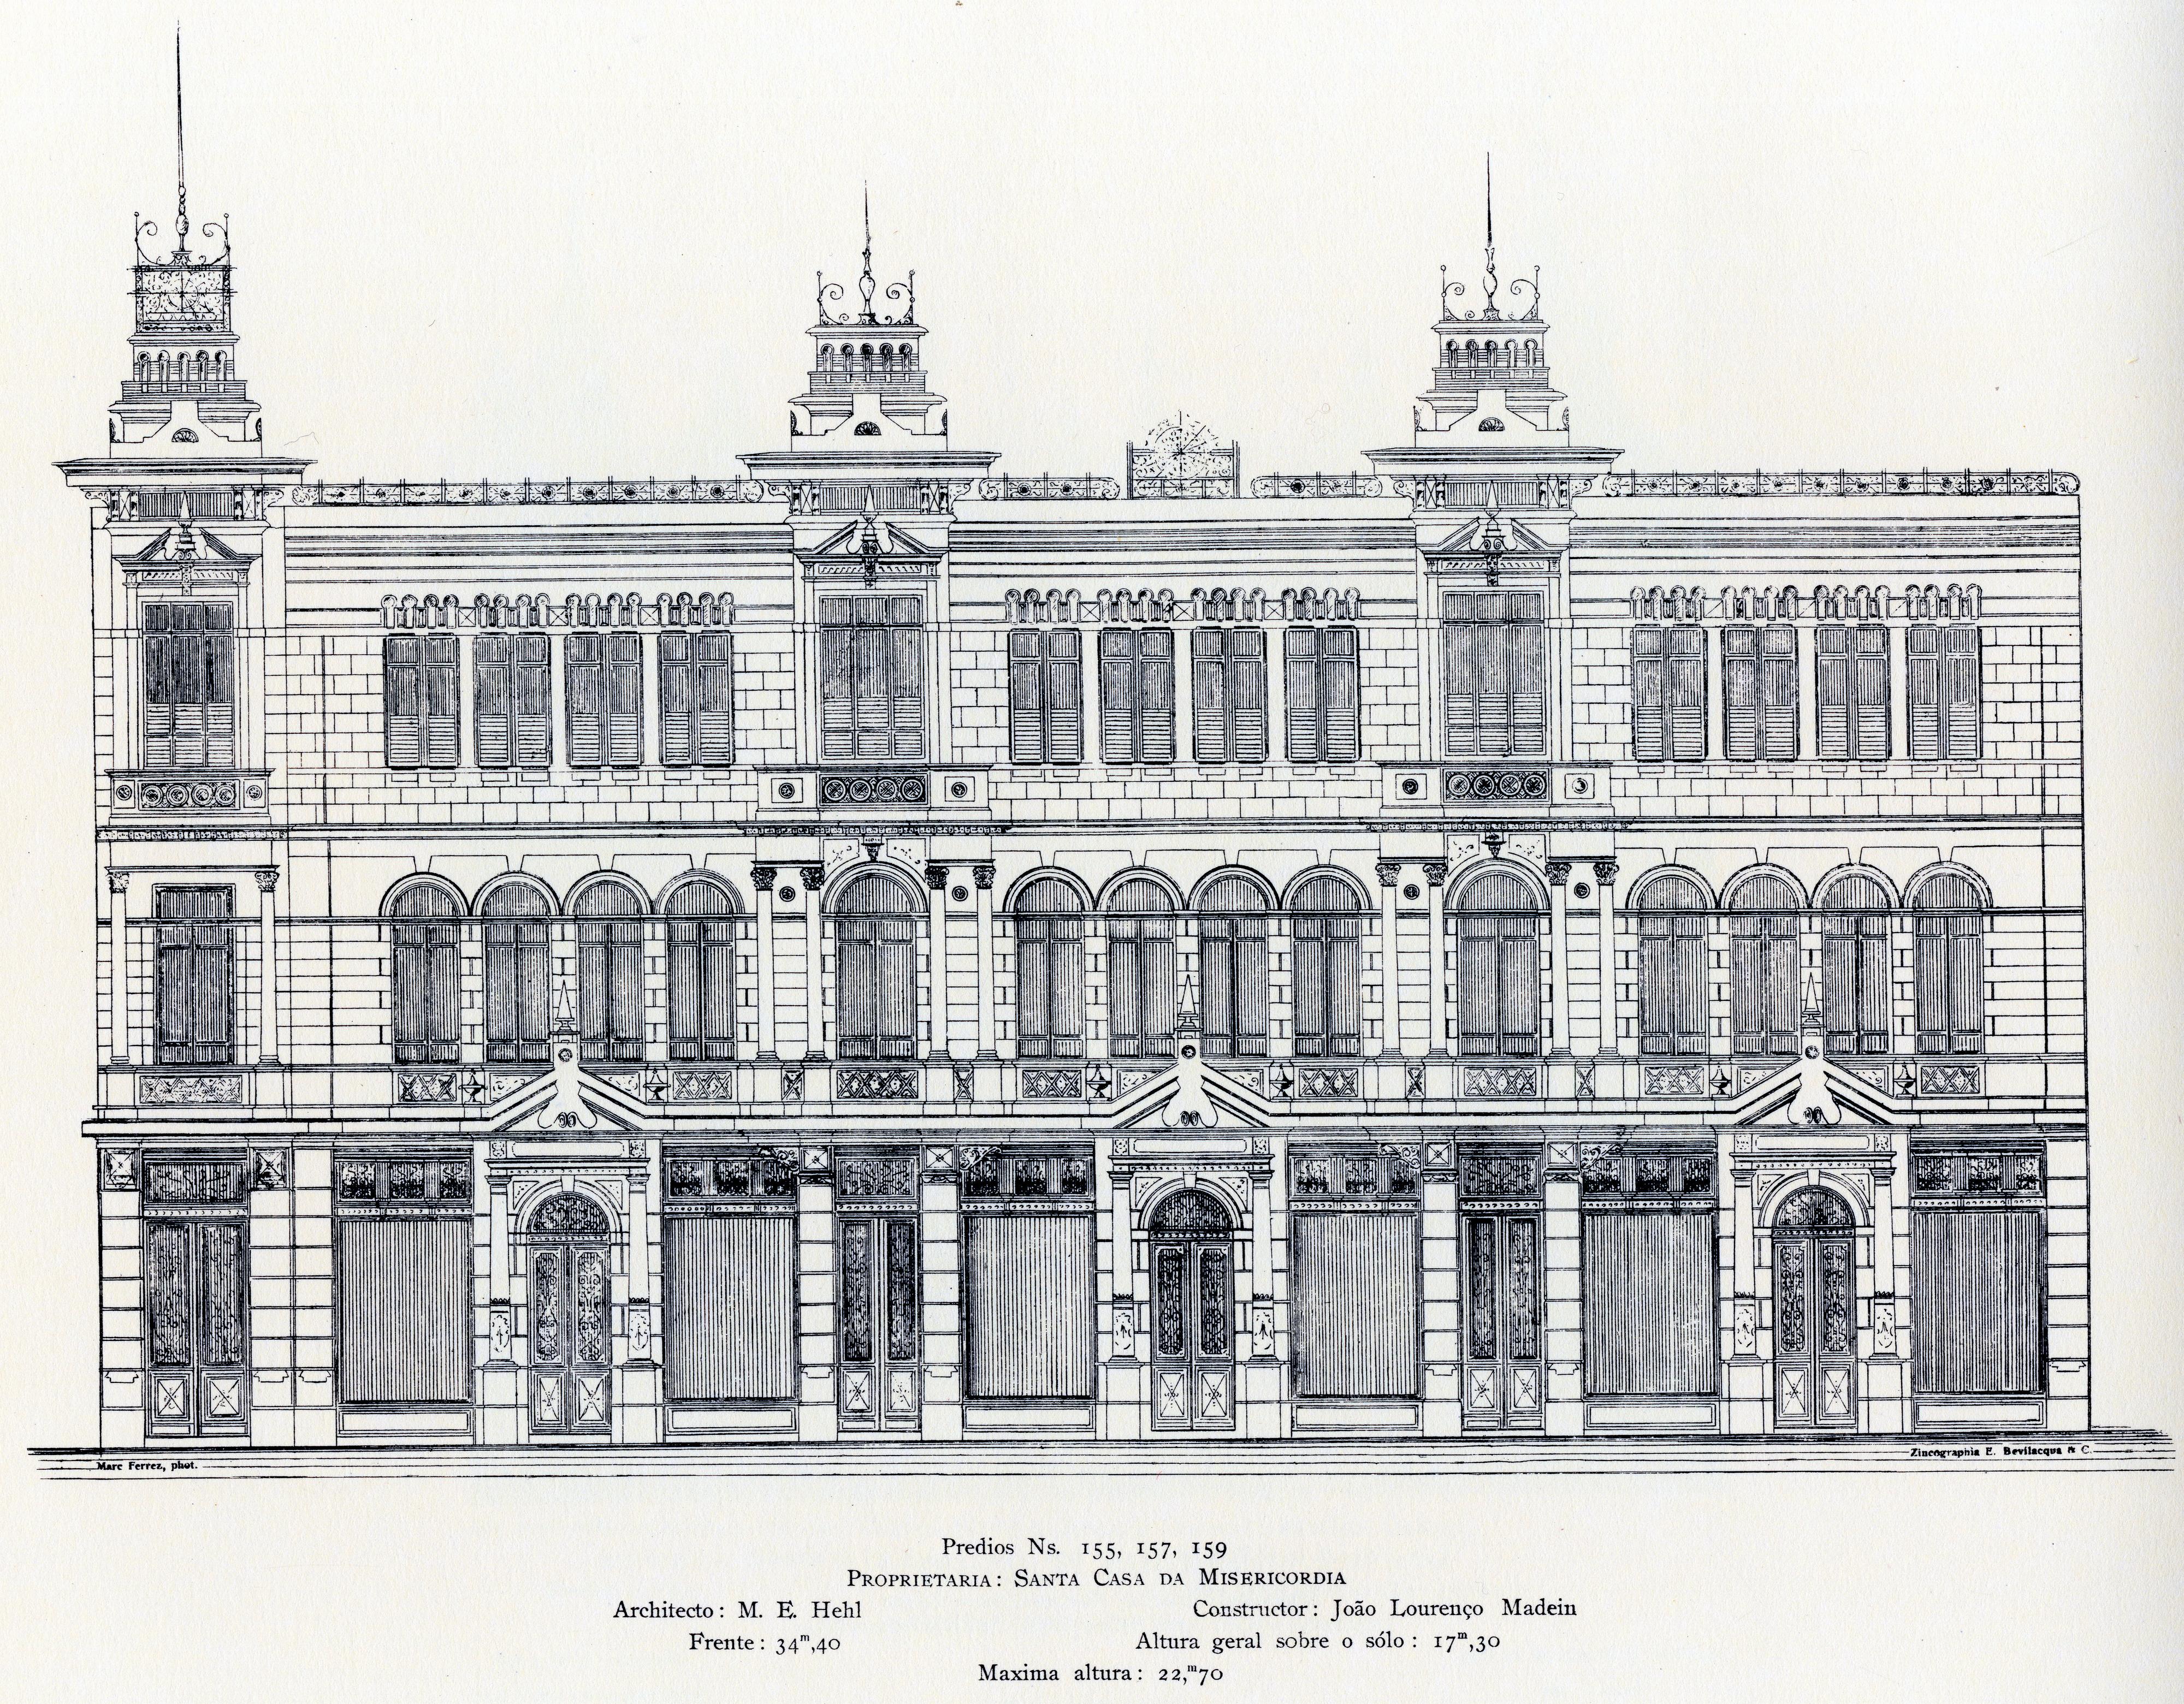 Marc Ferrez, phot.
Zincographia E. Bevilacqua & C.
Predios Ns. 155, 157, 159
PROPRIETARIA: SANTA CASA DA MISERICORDIA
Architecto: M. E. Hehl
Constructor: João Lourenço Madein
Frente: 34ᵐ,40
Altura geral sobre o sólo: 17ᵐ,30
Maxima altura: 22,ᵐ70